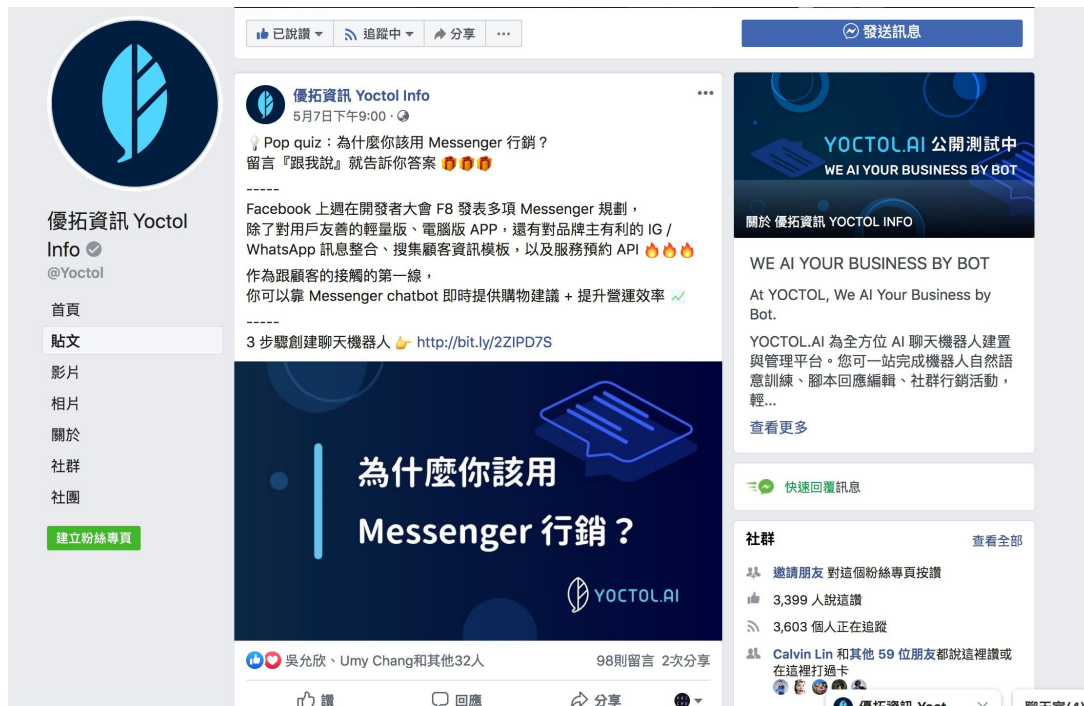 已說讚 追蹤中 分享 ...
發送訊息
優拓資訊 Yoctol
Info
@Yoctol
首頁
貼文
影片
相片
關於
社群
社團
建立粉絲專頁
優拓資訊 Yoctol Info
5月7日下午9:00
Pop quiz：為什麼你該用 Messenger 行銷？
留言『跟我說』就告訴你答案
-----
Facebook 上週在開發者大會 F8 發表多項 Messenger 規劃，
除了對用戶友善的輕量版、電腦版 APP，還有對品牌主有利的 IG /
WhatsApp 訊息整合、搜集顧客資訊模板，以及服務預約 API
作為跟顧客的接觸的第一線，
你可以靠 Messenger chatbot 即時提供購物建議 + 提升營運效率
-----
3 步驟創建聊天機器人 http://bit.ly/2ZlPD7S
為什麼你該用
Messenger 行銷？
YOCTOL.AI
吳允欣、Umy Chang和其他32人
98則留言 2次分享
讚 回應 分享
YOCTOL.AI 公開測試中
WE AI YOUR BUSINESS BY BOT
關於 優拓資訊 YOCTOL INFO
WE AI YOUR BUSINESS BY BOT
At YOCTOL, We AI Your Business by
Bot.
YOCTOL.AI 為全方位 AI 聊天機器人建置
與管理平台。您可一站完成機器人自然語
意訓練、腳本回應編輯、社群行銷活動，
輕...
查看更多
快速回覆訊息
社群
查看全部
邀請朋友 對這個粉絲專頁按讚
3,399 人說這讚
3,603 個人正在追蹤
Calvin Lin 和其他 59 位朋友都說這裡讚或
在這裡打過卡
優拓資訊 Yoct...
聊天室(4)